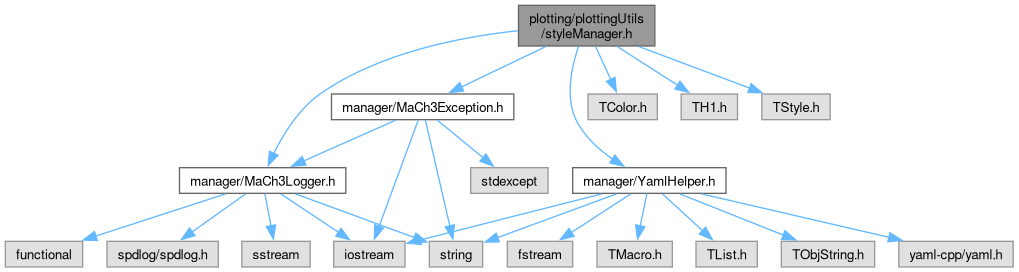 plotting/plottingUtils
/styleManager.h
manager/MaCh3Exception.h
TColor.h
TH1.h
TStyle.h
manager/MaCh3Logger.h
stdexcept
manager/YamlHelper.h
functional
spdlog/spdlog.h
sstream
iostream
string
fstream
TMacro.h
TList.h
TObjString.h
yaml-cpp/yaml.h